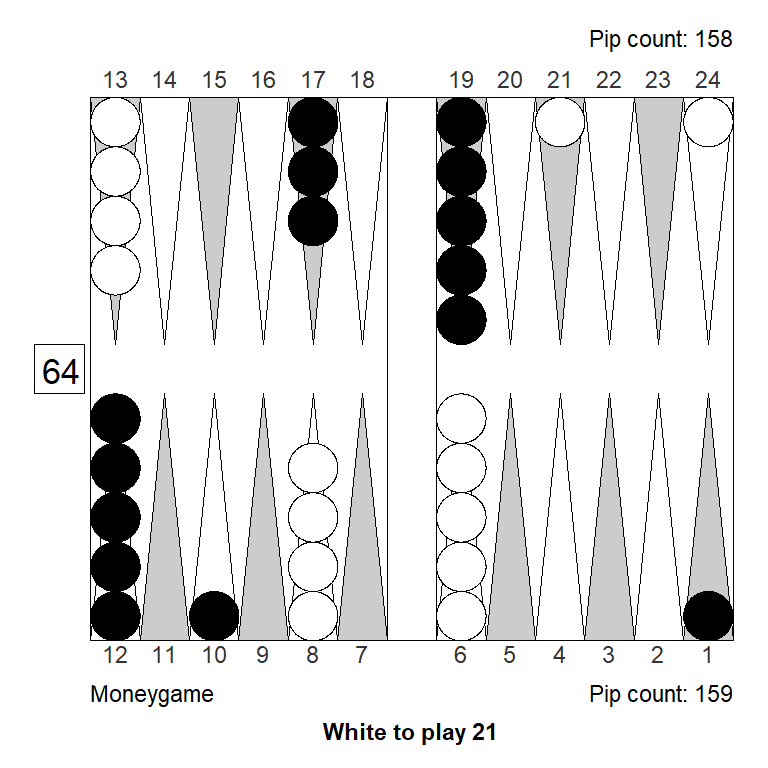 Pip count: 158
13 14 15 16 17 18 19 20 21 22 23 24
64
12 11 10 9 8 7 6 5 4 3 2 1
Moneygame Pip count: 159
White to play 21